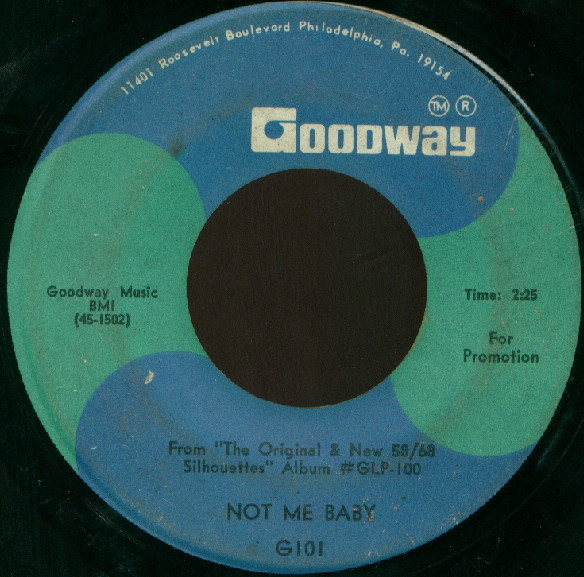 11401 Roosevelt Boulevard Philadelphia, Pa. 19154
TM R
GOODWAY
Goodway Music
BMI
(45-1502)
Time: 2:25
For
Promotion
From "The Original & New 58/68
Silhouettes" Album #GLP-100
NOT ME BABY
G101